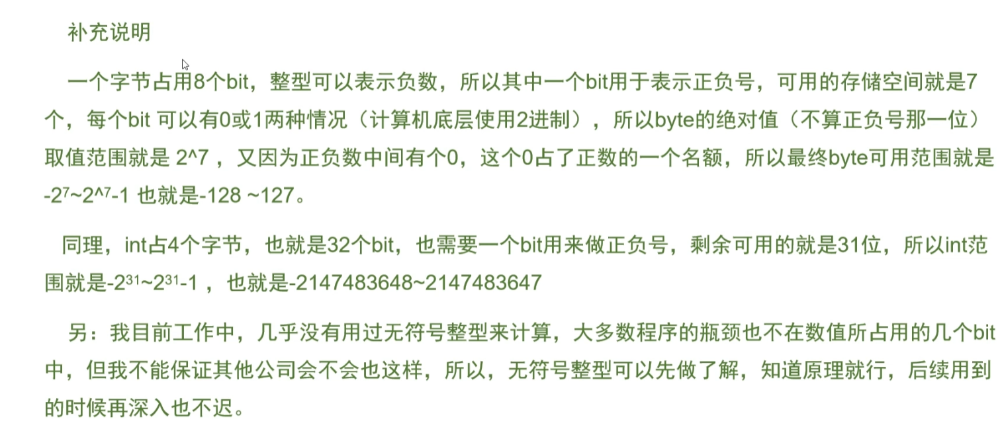 补充说明
一个字节占用8个bit，整型可以表示负数，所以其中一个bit用于表示正负号，可用的存储空间就是7
个，每个bit 可以有0或1两种情况（计算机底层使用2进制），所以byte的绝对值（不算正负号那一位）
取值范围就是 2^7 ，又因为正负数中间有个0，这个0占了正数的一个名额，所以最终byte可用范围就是
-2⁷~2^⁷-1 也就是-128 ~127。
同理，int占4个字节，也就是32个bit，也需要一个bit用来做正负号，剩余可用的就是31位，所以int范
围就是-2³¹~2³¹-1 ，也就是-2147483648~2147483647
另：我目前工作中，几乎没有用过无符号整型来计算，大多数程序的瓶颈也不在数值所占用的几个bit
中，但我不能保证其他公司会不会也这样，所以，无符号整型可以先做了解，知道原理就行，后续用到
的时候再深入也不迟。